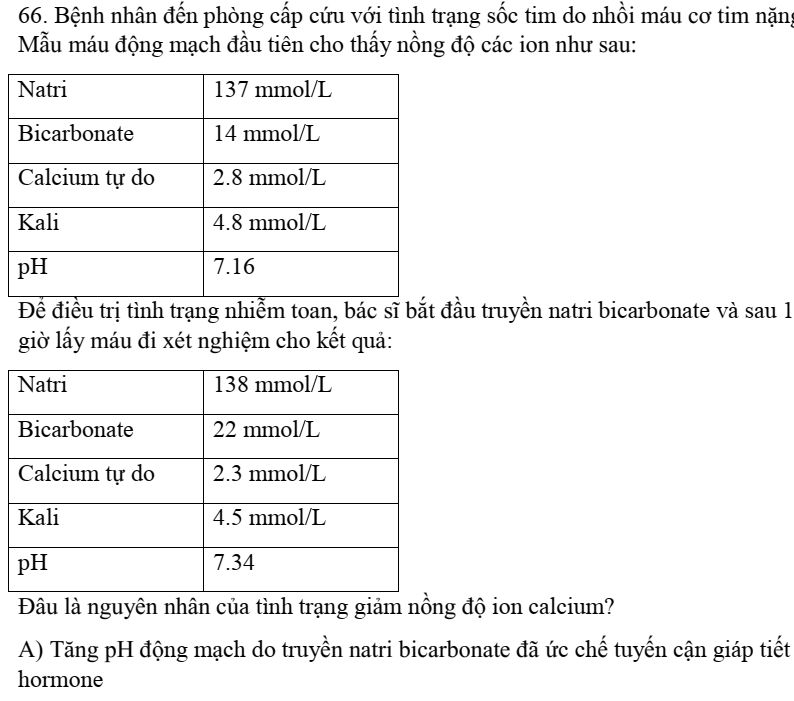 66. Bệnh nhân đến phòng cấp cứu với tình trạng sốc tim do nhồi máu cơ tim nặng
Mẫu máu động mạch đầu tiên cho thấy nồng độ các ion như sau:
Natri 137 mmol/L
Bicarbonate 14 mmol/L
Calcium tự do 2.8 mmol/L
Kali 4.8 mmol/L
pH 7.16
Để điều trị tình trạng nhiễm toan, bác sĩ bắt đầu truyền natri bicarbonate và sau 1
giờ lấy máu đi xét nghiệm cho kết quả:
Natri 138 mmol/L
Bicarbonate 22 mmol/L
Calcium tự do 2.3 mmol/L
Kali 4.5 mmol/L
pH 7.34
Đâu là nguyên nhân của tình trạng giảm nồng độ ion calcium?
A) Tăng pH động mạch do truyền natri bicarbonate đã ức chế tuyến cận giáp tiết
hormone